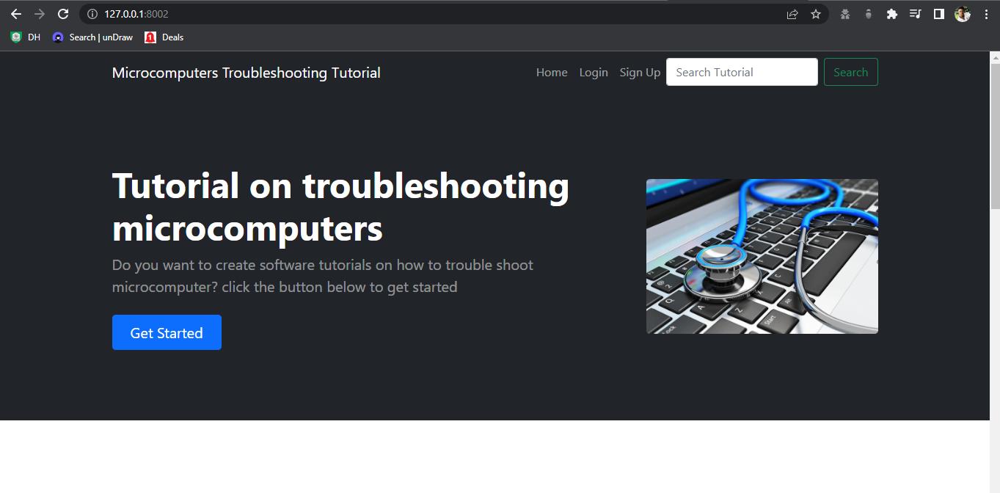 127.0.0.1:8002
DH
Search | unDraw
Deals
Microcomputers Troubleshooting Tutorial
Home
Login
Sign Up
Search Tutorial
Search
Tutorial on troubleshooting
microcomputers
Do you want to create software tutorials on how to trouble shoot
microcomputer? click the button below to get started
Get Started